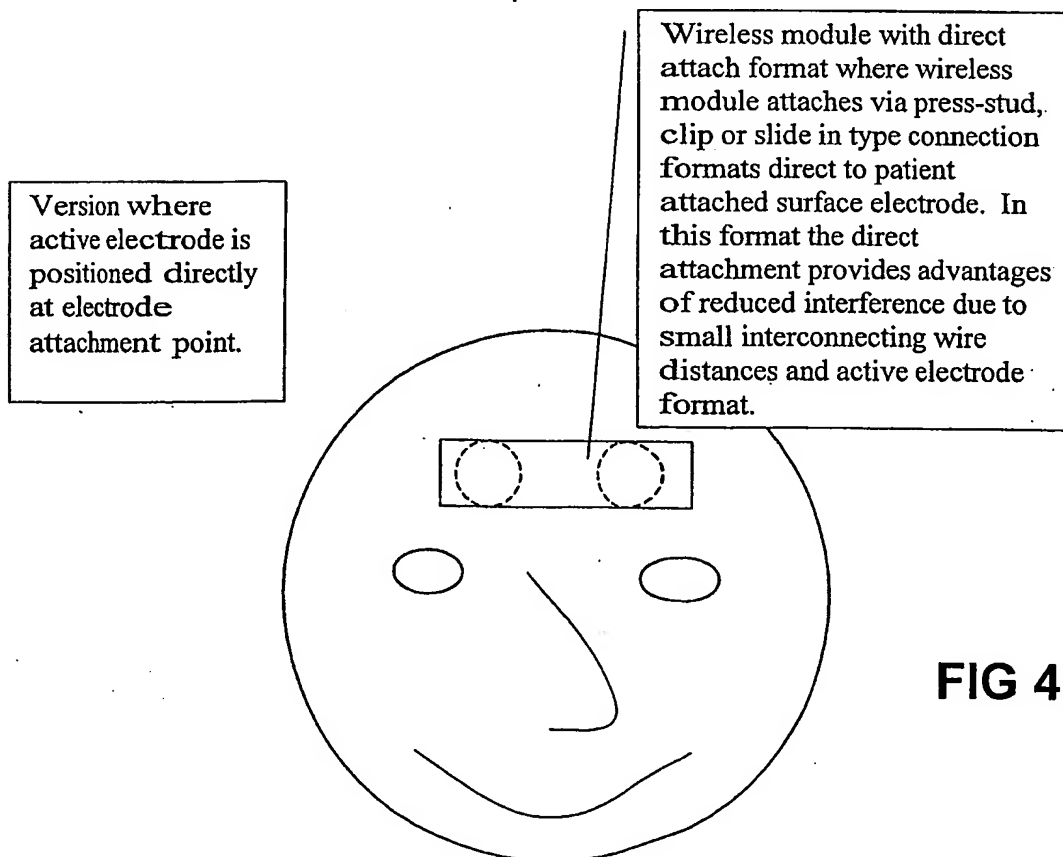 Wireless module with direct
attach format where wireless
module attaches via press-stud,
clip or slide in type connection
formats direct to patient
attached surface electrode. In
this format the direct
attachment provides advantages
of reduced interference due to
small interconnecting wire
distances and active electrode
format.
Version where
active electrode is
positioned directly
at electrode
attachment point.
FIG 4